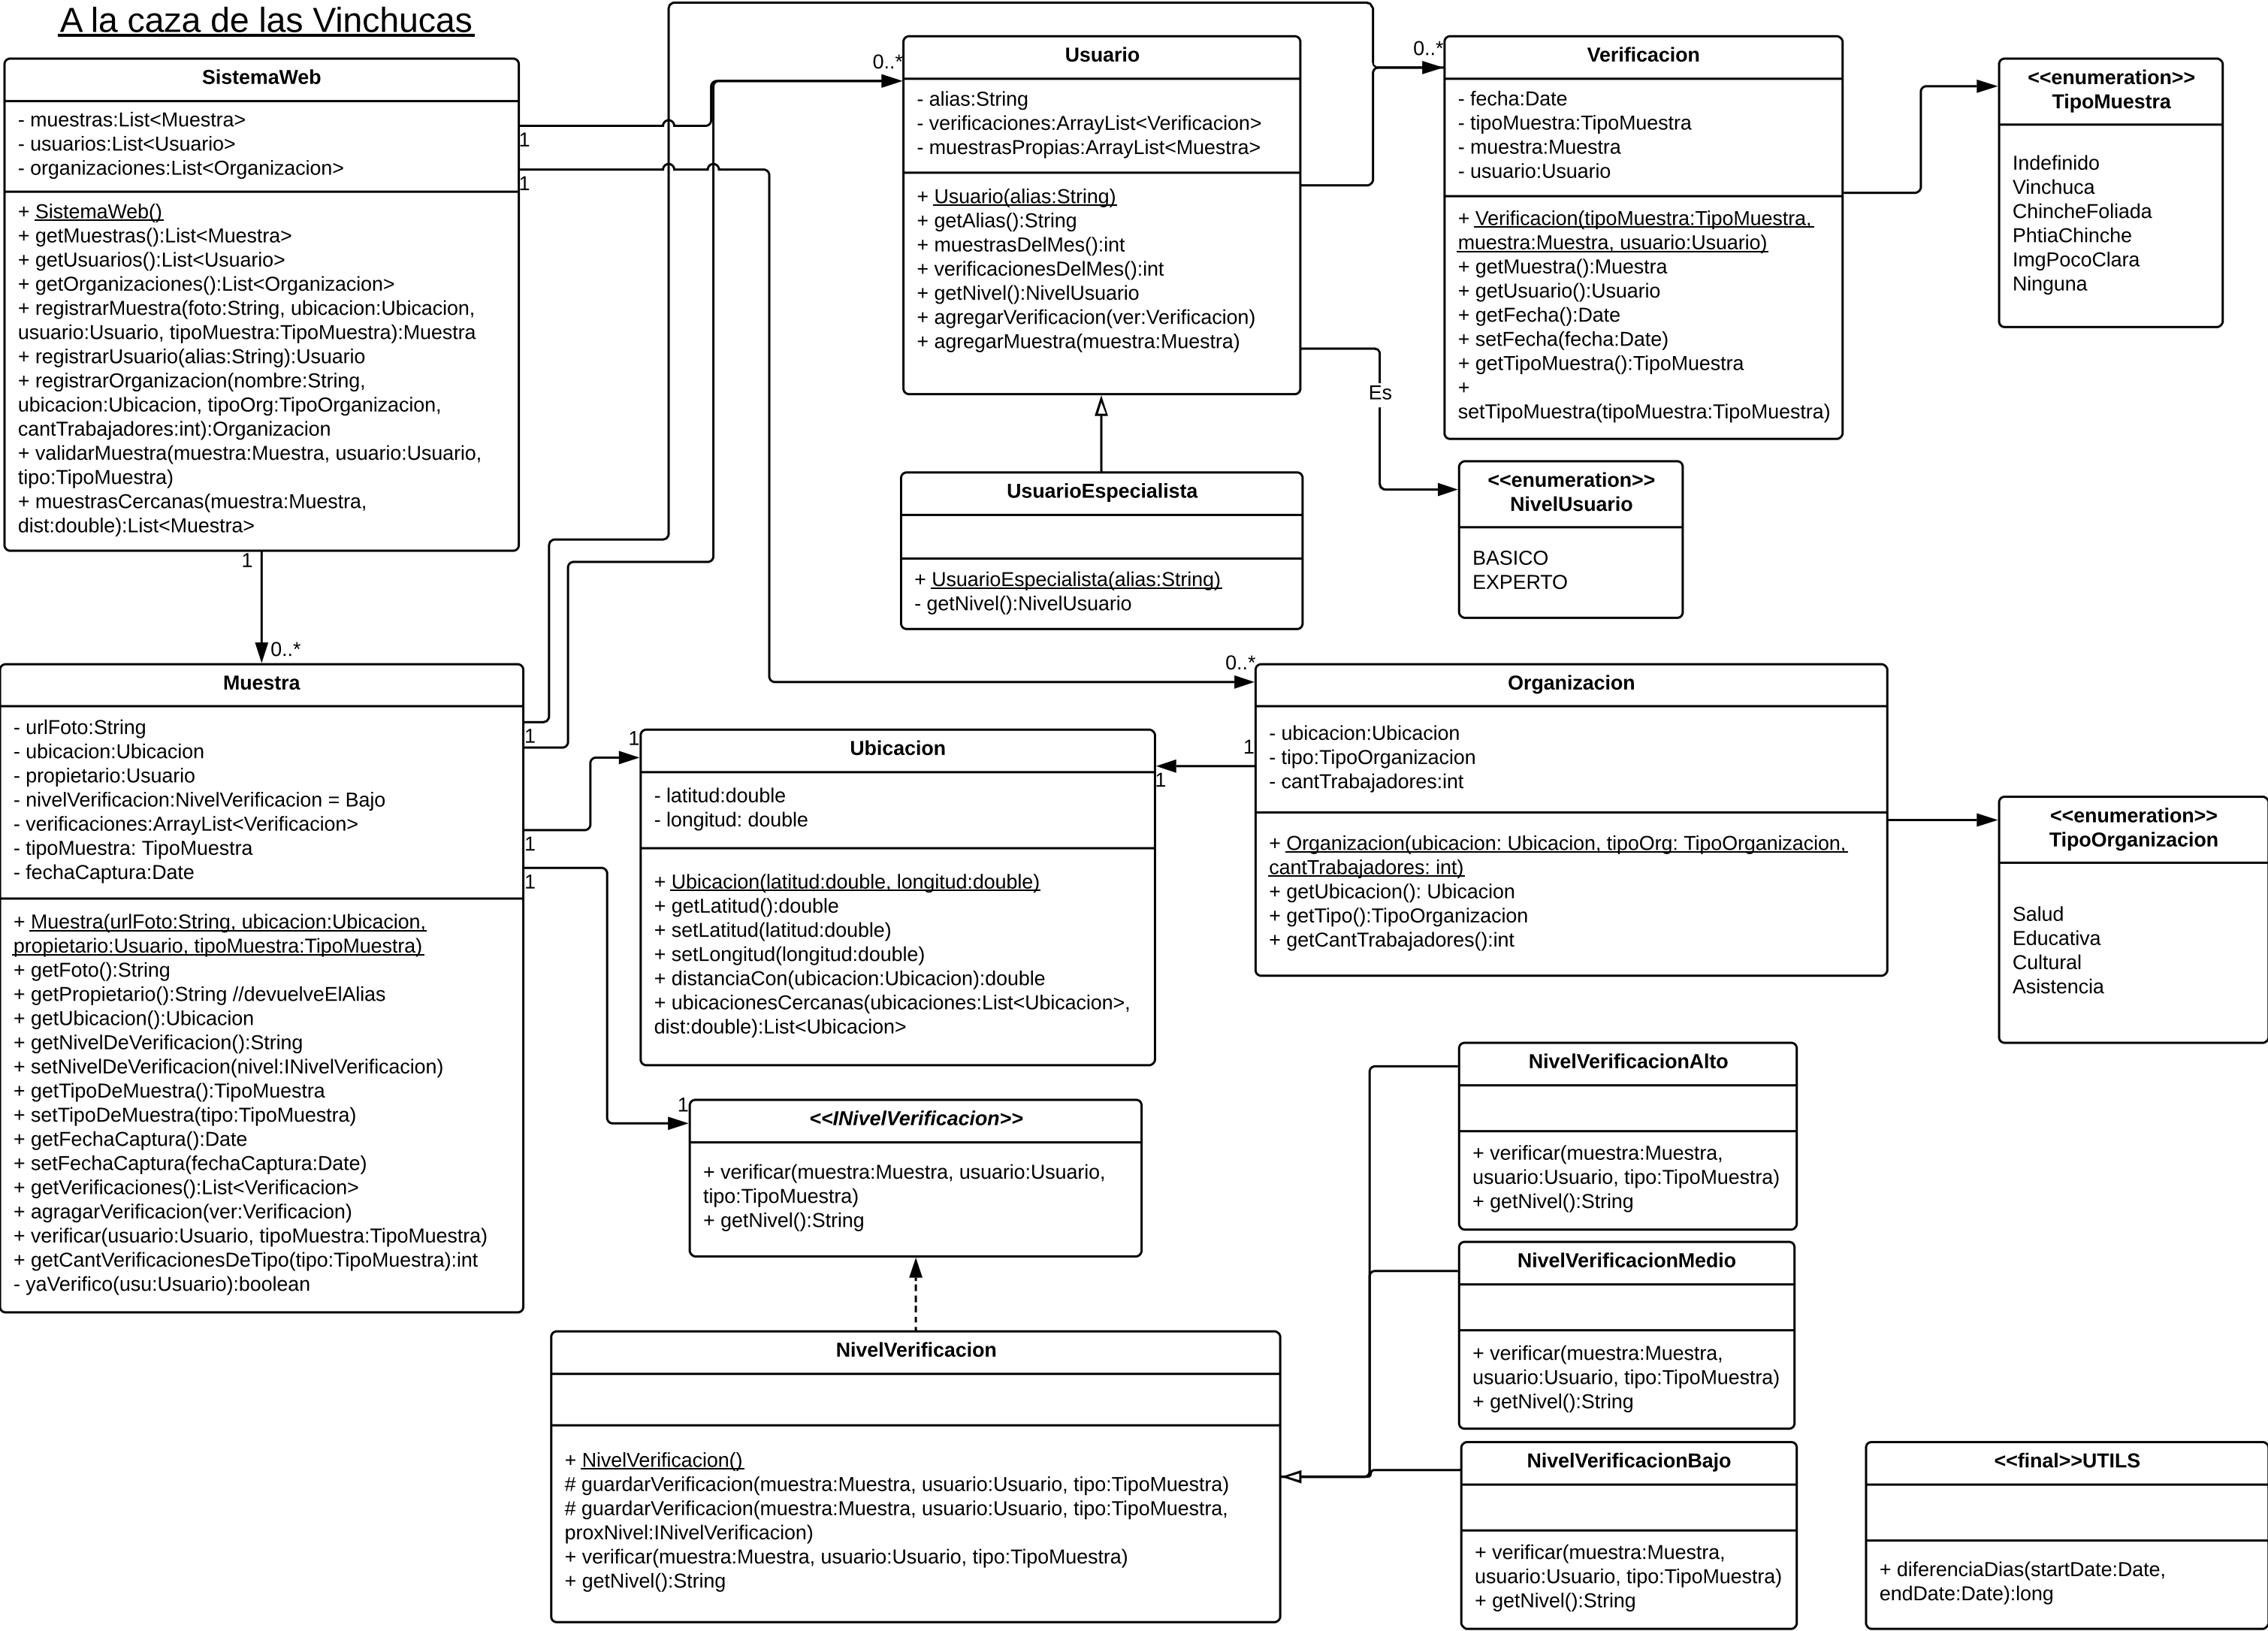 A la caza de las Vinchucas
SistemaWeb
- muestras:List<Muestra>
- usuarios:List<Usuario>
- organizaciones:List<Organizacion>
+ SistemaWeb()
+ getMuestras():List<Muestra>
+ getUsuarios():List<Usuario>
+ getOrganizaciones():List<Organizacion>
+ registrarMuestra(foto:String, ubicacion:Ubicacion,
usuario:Usuario, tipoMuestra:TipoMuestra):Muestra
+ registrarUsuario(alias:String):Usuario
+ registrarOrganizacion(nombre:String,
ubicacion:Ubicacion, tipoOrg:TipoOrganizacion,
cantTrabajadores:int):Organizacion
+ validarMuestra(muestra:Muestra, usuario:Usuario,
tipo:TipoMuestra)
+ muestrasCercanas(muestra:Muestra,
dist:double):List<Muestra>
1
1
1
0..*
0..*
Usuario
- alias:String
- verificaciones:ArrayList<Verificacion>
- muestrasPropias:ArrayList<Muestra>
+ Usuario(alias:String)
+ getAlias():String
+ muestrasDelMes():int
+ verificacionesDelMes():int
+ getNivel():NivelUsuario
+ agregarVerificacion(ver:Verificacion)
+ agregarMuestra(muestra:Muestra)
0..*
Verificacion
- fecha:Date
- tipoMuestra:TipoMuestra
- muestra:Muestra
- usuario:Usuario
+ Verificacion(tipoMuestra:TipoMuestra,
muestra:Muestra, usuario:Usuario)
+ getMuestra():Muestra
+ getUsuario():Usuario
+ getFecha():Date
+ setFecha(fecha:Date)
+ getTipoMuestra():TipoMuestra
+
setTipoMuestra(tipoMuestra:TipoMuestra)
<<enumeration>>
TipoMuestra
Indefinido
Vinchuca
ChincheFoliada
PhtiaChinche
ImgPocoClara
Ninguna
Es
UsuarioEspecialista
+ UsuarioEspecialista(alias:String)
- getNivel():NivelUsuario
<<enumeration>>
NivelUsuario
BASICO
EXPERTO
Muestra
- urlFoto:String
- ubicacion:Ubicacion
- propietario:Usuario
- nivelVerificacion:NivelVerificacion = Bajo
- verificaciones:ArrayList<Verificacion>
- tipoMuestra: TipoMuestra
- fechaCaptura:Date
+ Muestra(urlFoto:String, ubicacion:Ubicacion,
propietario:Usuario, tipoMuestra:TipoMuestra)
+ getFoto():String
+ getPropietario():String //devuelveElAlias
+ getUbicacion():Ubicacion
+ getNivelDeVerificacion():String
+ setNivelDeVerificacion(nivel:INivelVerificacion)
+ getTipoDeMuestra():TipoMuestra
+ setTipoDeMuestra(tipo:TipoMuestra)
+ getFechaCaptura():Date
+ setFechaCaptura(fechaCaptura:Date)
+ getVerificaciones():List<Verificacion>
+ agragarVerificacion(ver:Verificacion)
+ verificar(usuario:Usuario, tipoMuestra:TipoMuestra)
+ getCantVerificacionesDeTipo(tipo:TipoMuestra):int
- yaVerifico(usu:Usuario):boolean
1
1
1
1
Ubicacion
- latitud:double
- longitud: double
+ Ubicacion(latitud:double, longitud:double)
+ getLatitud():double
+ setLatitud(latitud:double)
+ setLongitud(longitud:double)
+ distanciaCon(ubicacion:Ubicacion):double
+ ubicacionesCercanas(ubicaciones:List<Ubicacion>,
dist:double):List<Ubicacion>
0..*
1
1
Organizacion
- ubicacion:Ubicacion
- tipo:TipoOrganizacion
- cantTrabajadores:int
+ Organizacion(ubicacion: Ubicacion, tipoOrg: TipoOrganizacion,
cantTrabajadores: int)
+ getUbicacion(): Ubicacion
+ getTipo():TipoOrganizacion
+ getCantTrabajadores():int
<<enumeration>>
TipoOrganizacion
Salud
Educativa
Cultural
Asistencia
1
<<INivelVerificacion>>
+ verificar(muestra:Muestra, usuario:Usuario,
tipo:TipoMuestra)
+ getNivel():String
NivelVerificacion
+ NivelVerificacion()
# guardarVerificacion(muestra:Muestra, usuario:Usuario, tipo:TipoMuestra)
# guardarVerificacion(muestra:Muestra, usuario:Usuario, tipo:TipoMuestra,
proxNivel:INivelVerificacion)
+ verificar(muestra:Muestra, usuario:Usuario, tipo:TipoMuestra)
+ getNivel():String
NivelVerificacionAlto
+ verificar(muestra:Muestra,
usuario:Usuario, tipo:TipoMuestra)
+ getNivel():String
NivelVerificacionMedio
+ verificar(muestra:Muestra,
usuario:Usuario, tipo:TipoMuestra)
+ getNivel():String
NivelVerificacionBajo
+ verificar(muestra:Muestra,
usuario:Usuario, tipo:TipoMuestra)
+ getNivel():String
<<final>>UTILS
+ diferenciaDias(startDate:Date,
endDate:Date):long